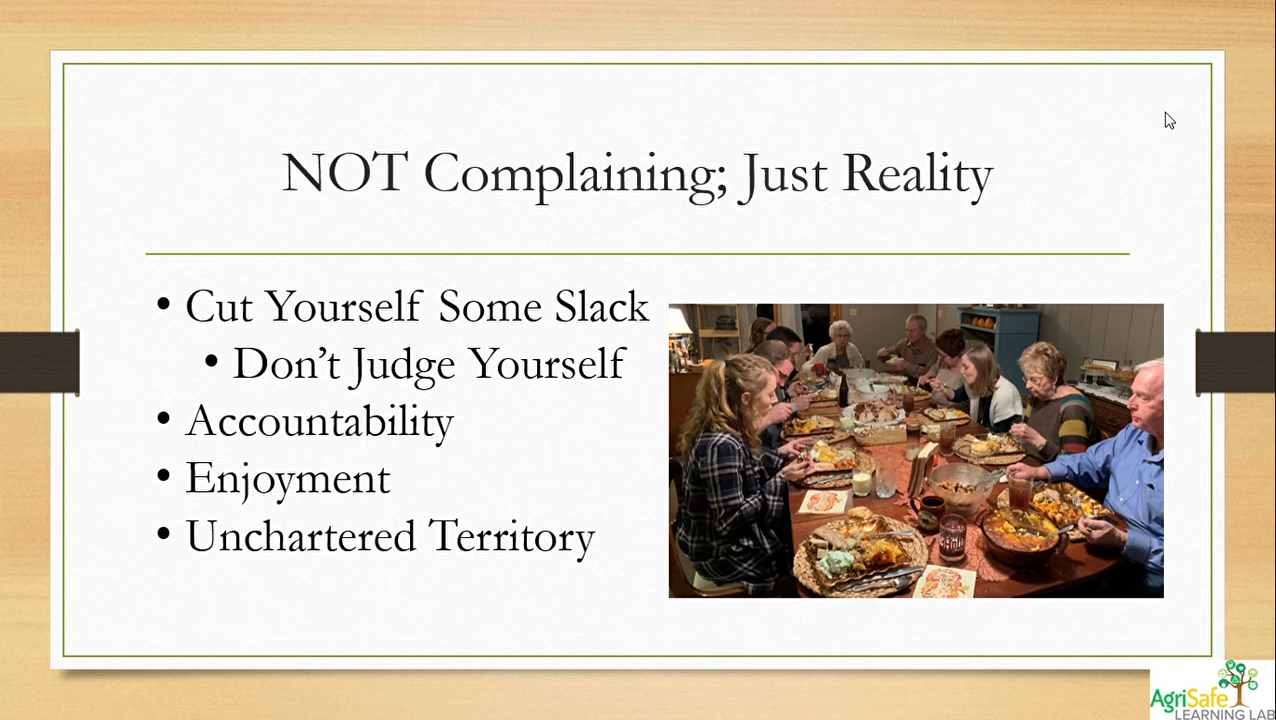 NOT Complaining; Just Reality
• Cut Yourself Some Slack
• Don’t Judge Yourself
• Accountability
• Enjoyment
• Unchartered Territory
AgriSafe
LEARNING LAB